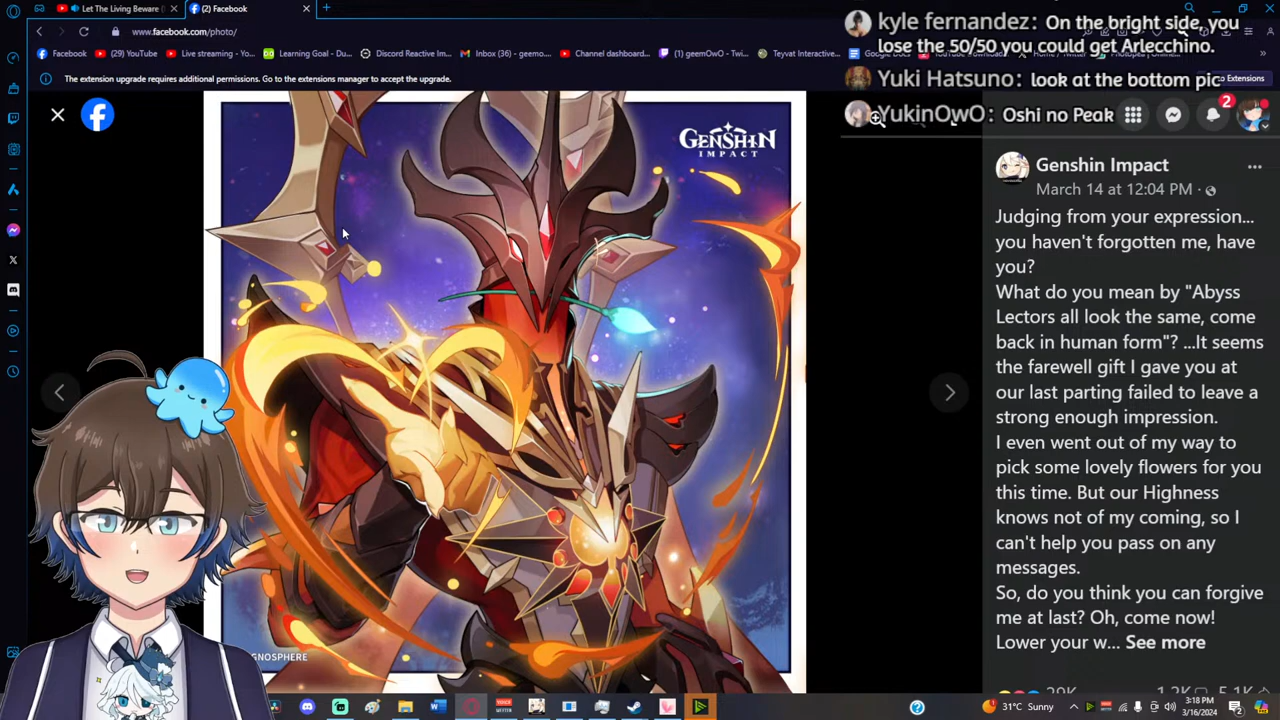 Let The Living Beware
(2) Facebook
www.facebook.com/photo/
Facebook
(29) YouTube
Live streaming - Yo...
Learning Goal - Du...
Discord Reactive Im...
Inbox (36) - geemo...
Channel dashboard...
(1) geemOwO - Twi...
Teyvat Interactive...
The extension upgrade requires additional permissions. Go to the extensions manager to accept the upgrade.
Extensions
kyle fernandez: On the bright side, you
lose the 50/50 you could get Arlecchino.
Yuki Hatsuno: look at the bottom pic
YukinOwO: Oshi no Peak
2
GENSHIN
IMPACT
Genshin Impact
March 14 at 12:04 PM ·
Judging from your expression...
you haven't forgotten me, have
you?
What do you mean by "Abyss
Lectors all look the same, come
back in human form"? ...It seems
the farewell gift I gave you at
our last parting failed to leave a
strong enough impression.
I even went out of my way to
pick some lovely flowers for you
this time. But our Highness
knows not of my coming, so I
can't help you pass on any
messages.
So, do you think you can forgive
me at last? Oh, come now!
Lower your w... See more
GNOSPHERE
31°C Sunny
3:18 PM
3/16/2024